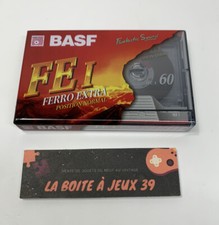 BASF
FE I
60
FERRO EXTRA
POSITION NORMAL
BASF
LA BOITE À JEUX 39